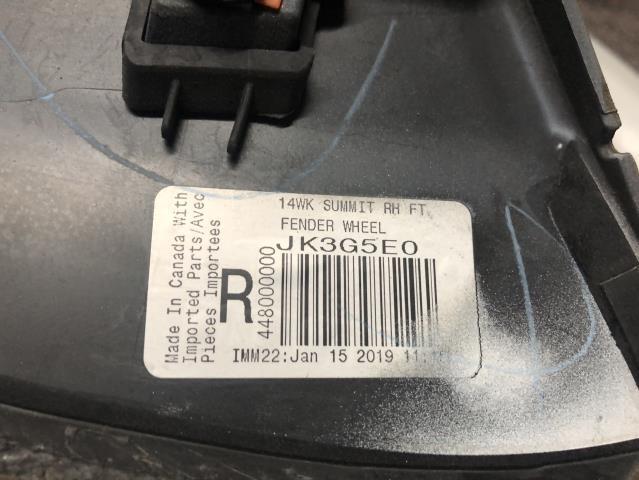 14WK SUMMIT RH FT
FENDER WHEEL
JK3G5E0
Made In Canada With
Imported Parts/Avec
Pieces Importees
R
448000000
IMM22:Jan 15 2019